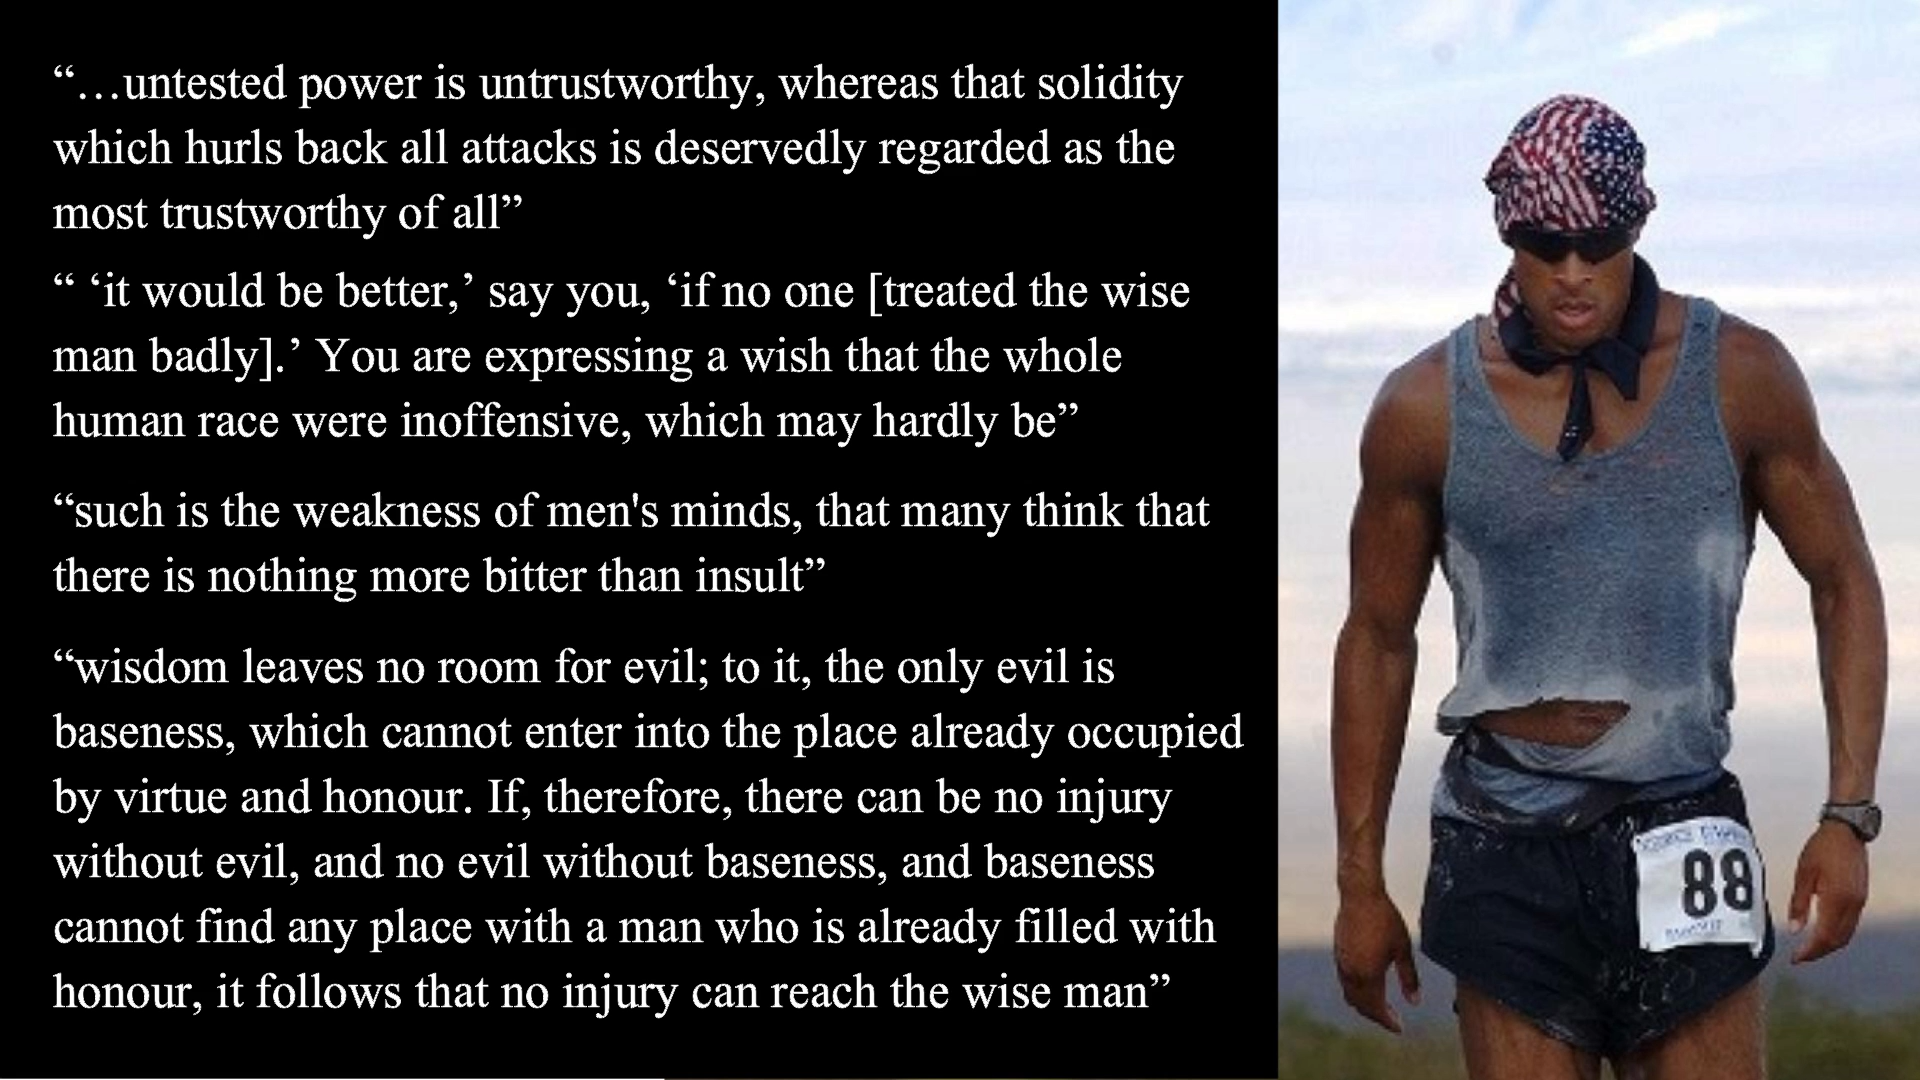 “…untested power is untrustworthy, whereas that solidity
which hurls back all attacks is deservedly regarded as the
most trustworthy of all”
“ ‘it would be better,’ say you, ‘if no one [treated the wise
man badly].’ You are expressing a wish that the whole
human race were inoffensive, which may hardly be”
“such is the weakness of men's minds, that many think that
there is nothing more bitter than insult”
“wisdom leaves no room for evil; to it, the only evil is
baseness, which cannot enter into the place already occupied
by virtue and honour. If, therefore, there can be no injury
without evil, and no evil without baseness, and baseness
cannot find any place with a man who is already filled with
honour, it follows that no injury can reach the wise man”
88